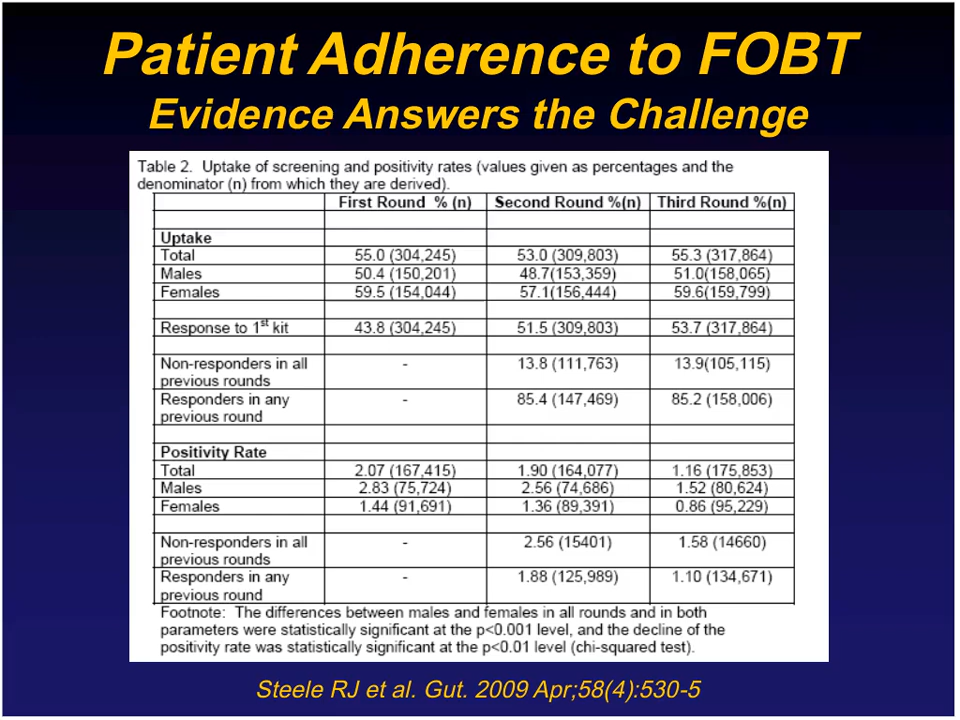 Patient Adherence to FOBT
Evidence Answers the Challenge
Table 2. Uptake of screening and positivity rates (values given as percentages and the
denominator (n) from which they are derived).
First Round % (n) Second Round %(n) Third Round %(n)
Uptake
Total 55.0 (304,245) 53.0 (309,803) 55.3 (317,864)
Males 50.4 (150,201) 48.7(153,359) 51.0(158,065)
Females 59.5 (154,044) 57.1(156,444) 59.6(159,799)
Response to 1st kit 43.8 (304,245) 51.5 (309,803) 53.7 (317,864)
Non-responders in all - 13.8 (111,763) 13.9(105,115)
previous rounds
Responders in any - 85.4 (147,469) 85.2 (158,006)
previous round
Positivity Rate
Total 2.07 (167,415) 1.90 (164,077) 1.16 (175,853)
Males 2.83 (75,724) 2.56 (74,686) 1.52 (80,624)
Females 1.44 (91,691) 1.36 (89,391) 0.86 (95,229)
Non-responders in all - 2.56 (15401) 1.58 (14660)
previous rounds
Responders in any - 1.88 (125,989) 1.10 (134,671)
previous round
Footnote: The differences between males and females in all rounds and in both
parameters were statistically significant at the p<0.001 level, and the decline of the
positivity rate was statistically significant at the p<0.01 level (chi-squared test).
Steele RJ et al. Gut. 2009 Apr;58(4):530-5